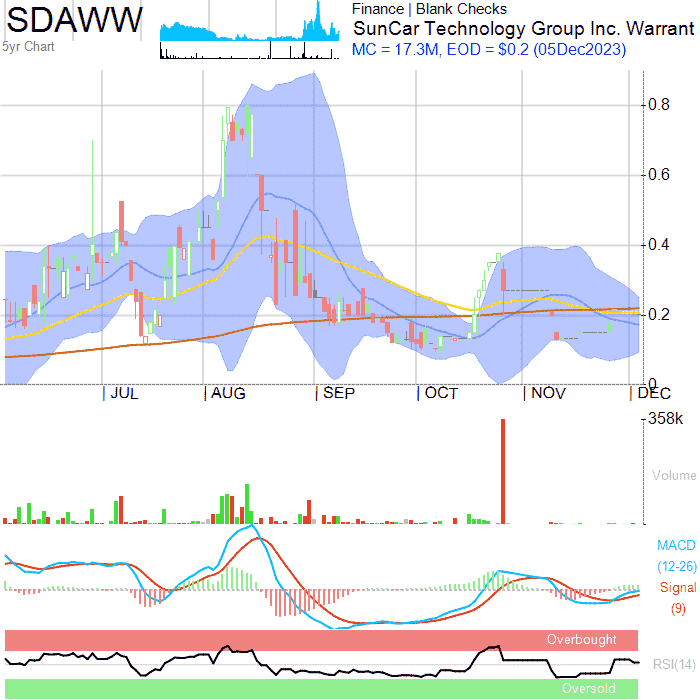 SDAWW
5yr Chart
Finance | Blank Checks
SunCar Technology Group Inc. Warrant
MC = 17.3M, EOD = $0.2 (05Dec2023)
0.8
0.6
0.4
0.2
0
JUL
AUG
SEP
OCT
NOV
DEC
358k
Volume
MACD
(12-26)
Signal
(9)
Overbought
RSI(14)
Oversold